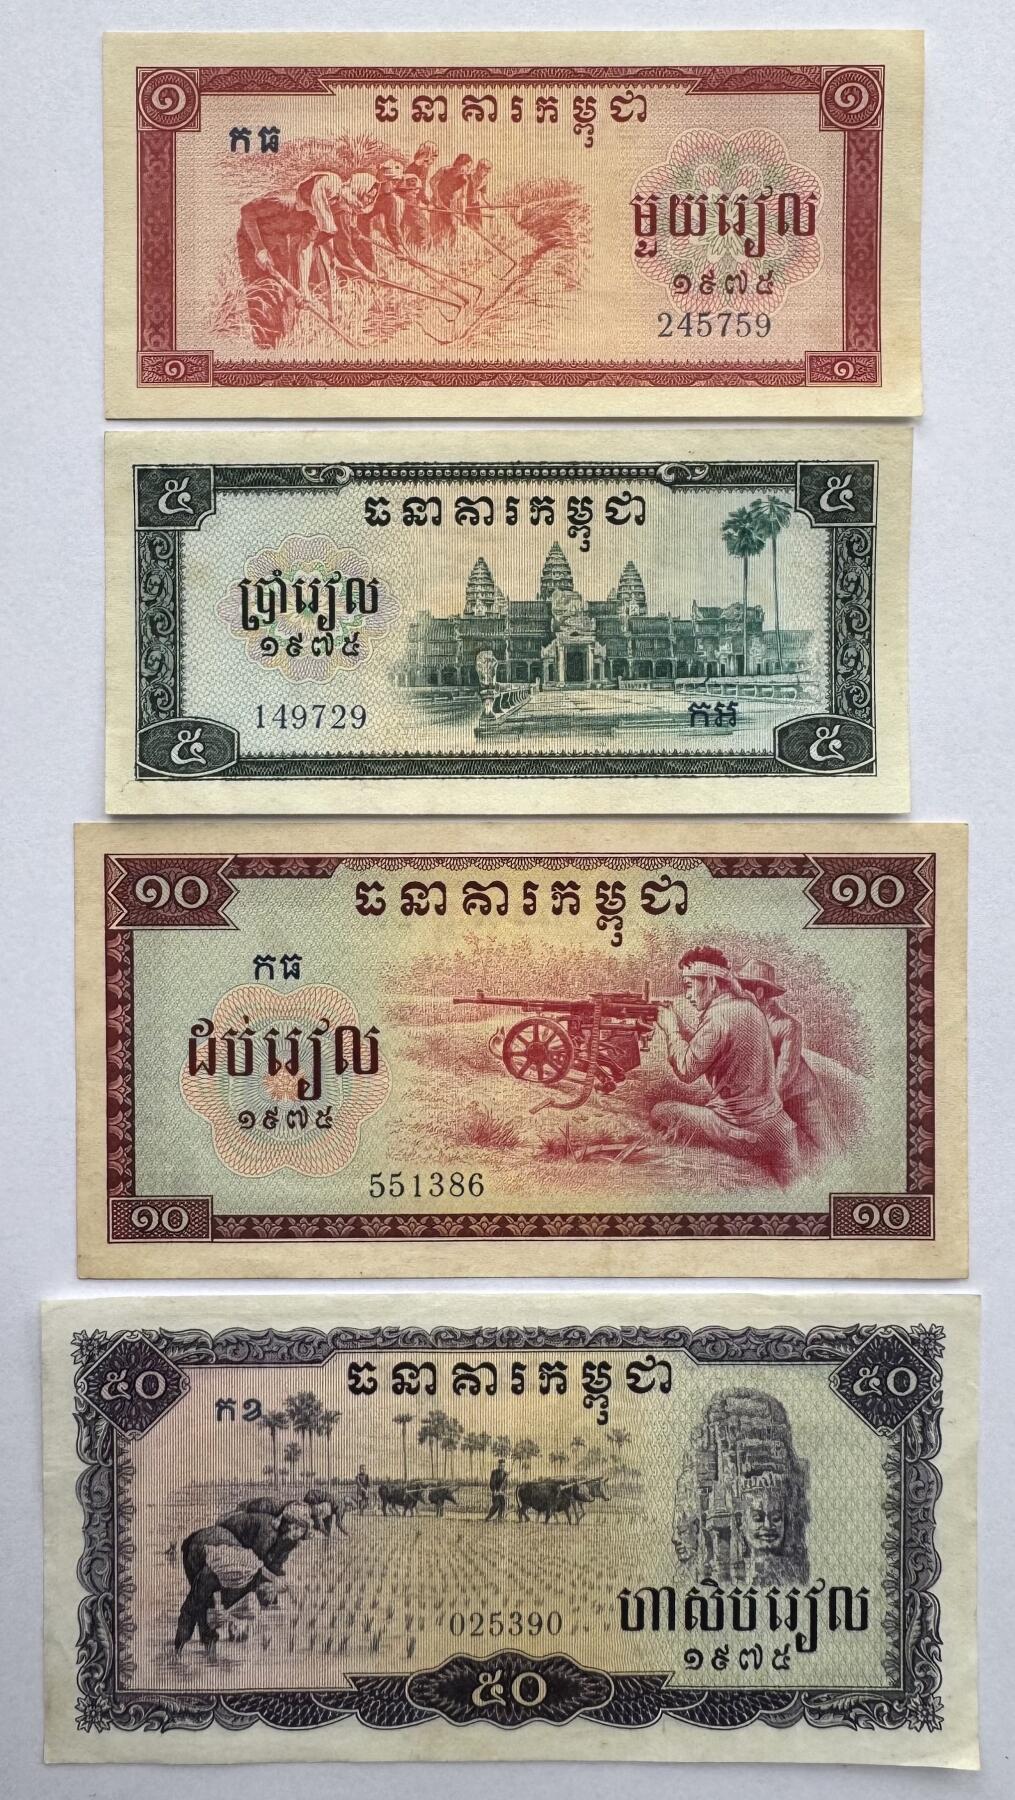 ១ ធនាគារកម្ពុជា ១
កធ
មួយរៀល
១៩៧៥
245759
១ ១
៥ ធនាគារកម្ពុជា ៥
ប្រាំរៀល
១៩៧៥
149729 កអ
៥ ៥
១០ ធនាគារកម្ពុជា ១០
កធ
ដប់រៀល
១៩៧៥
551386
១០ ១០
៥០ ធនាគារកម្ពុជា ៥០
កខ
025390 ហាសិបរៀល
១៩៧៥
៥០